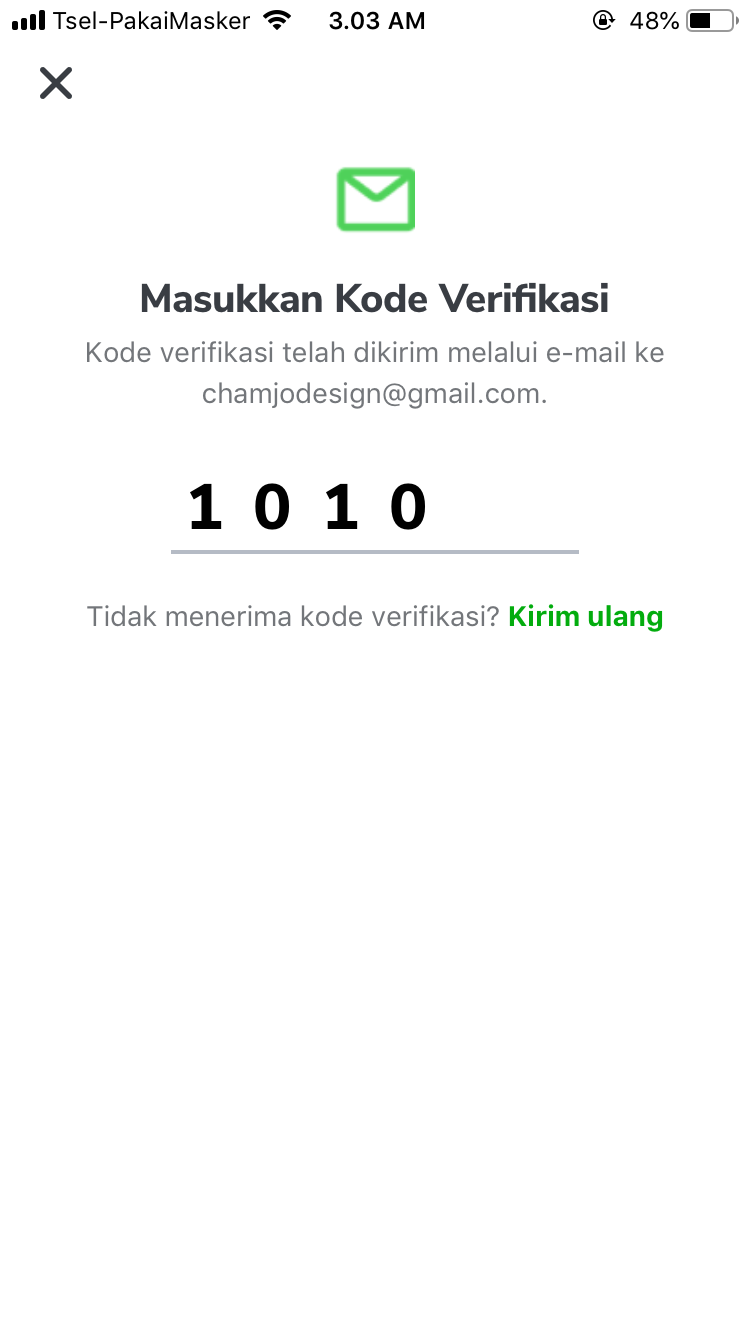 Tsel-PakaiMasker 3.03 AM 48%
Masukkan Kode Verifikasi
Kode verifikasi telah dikirim melalui e-mail ke
chamjodesign@gmail.com.
1 0 1 0
Tidak menerima kode verifikasi? Kirim ulang